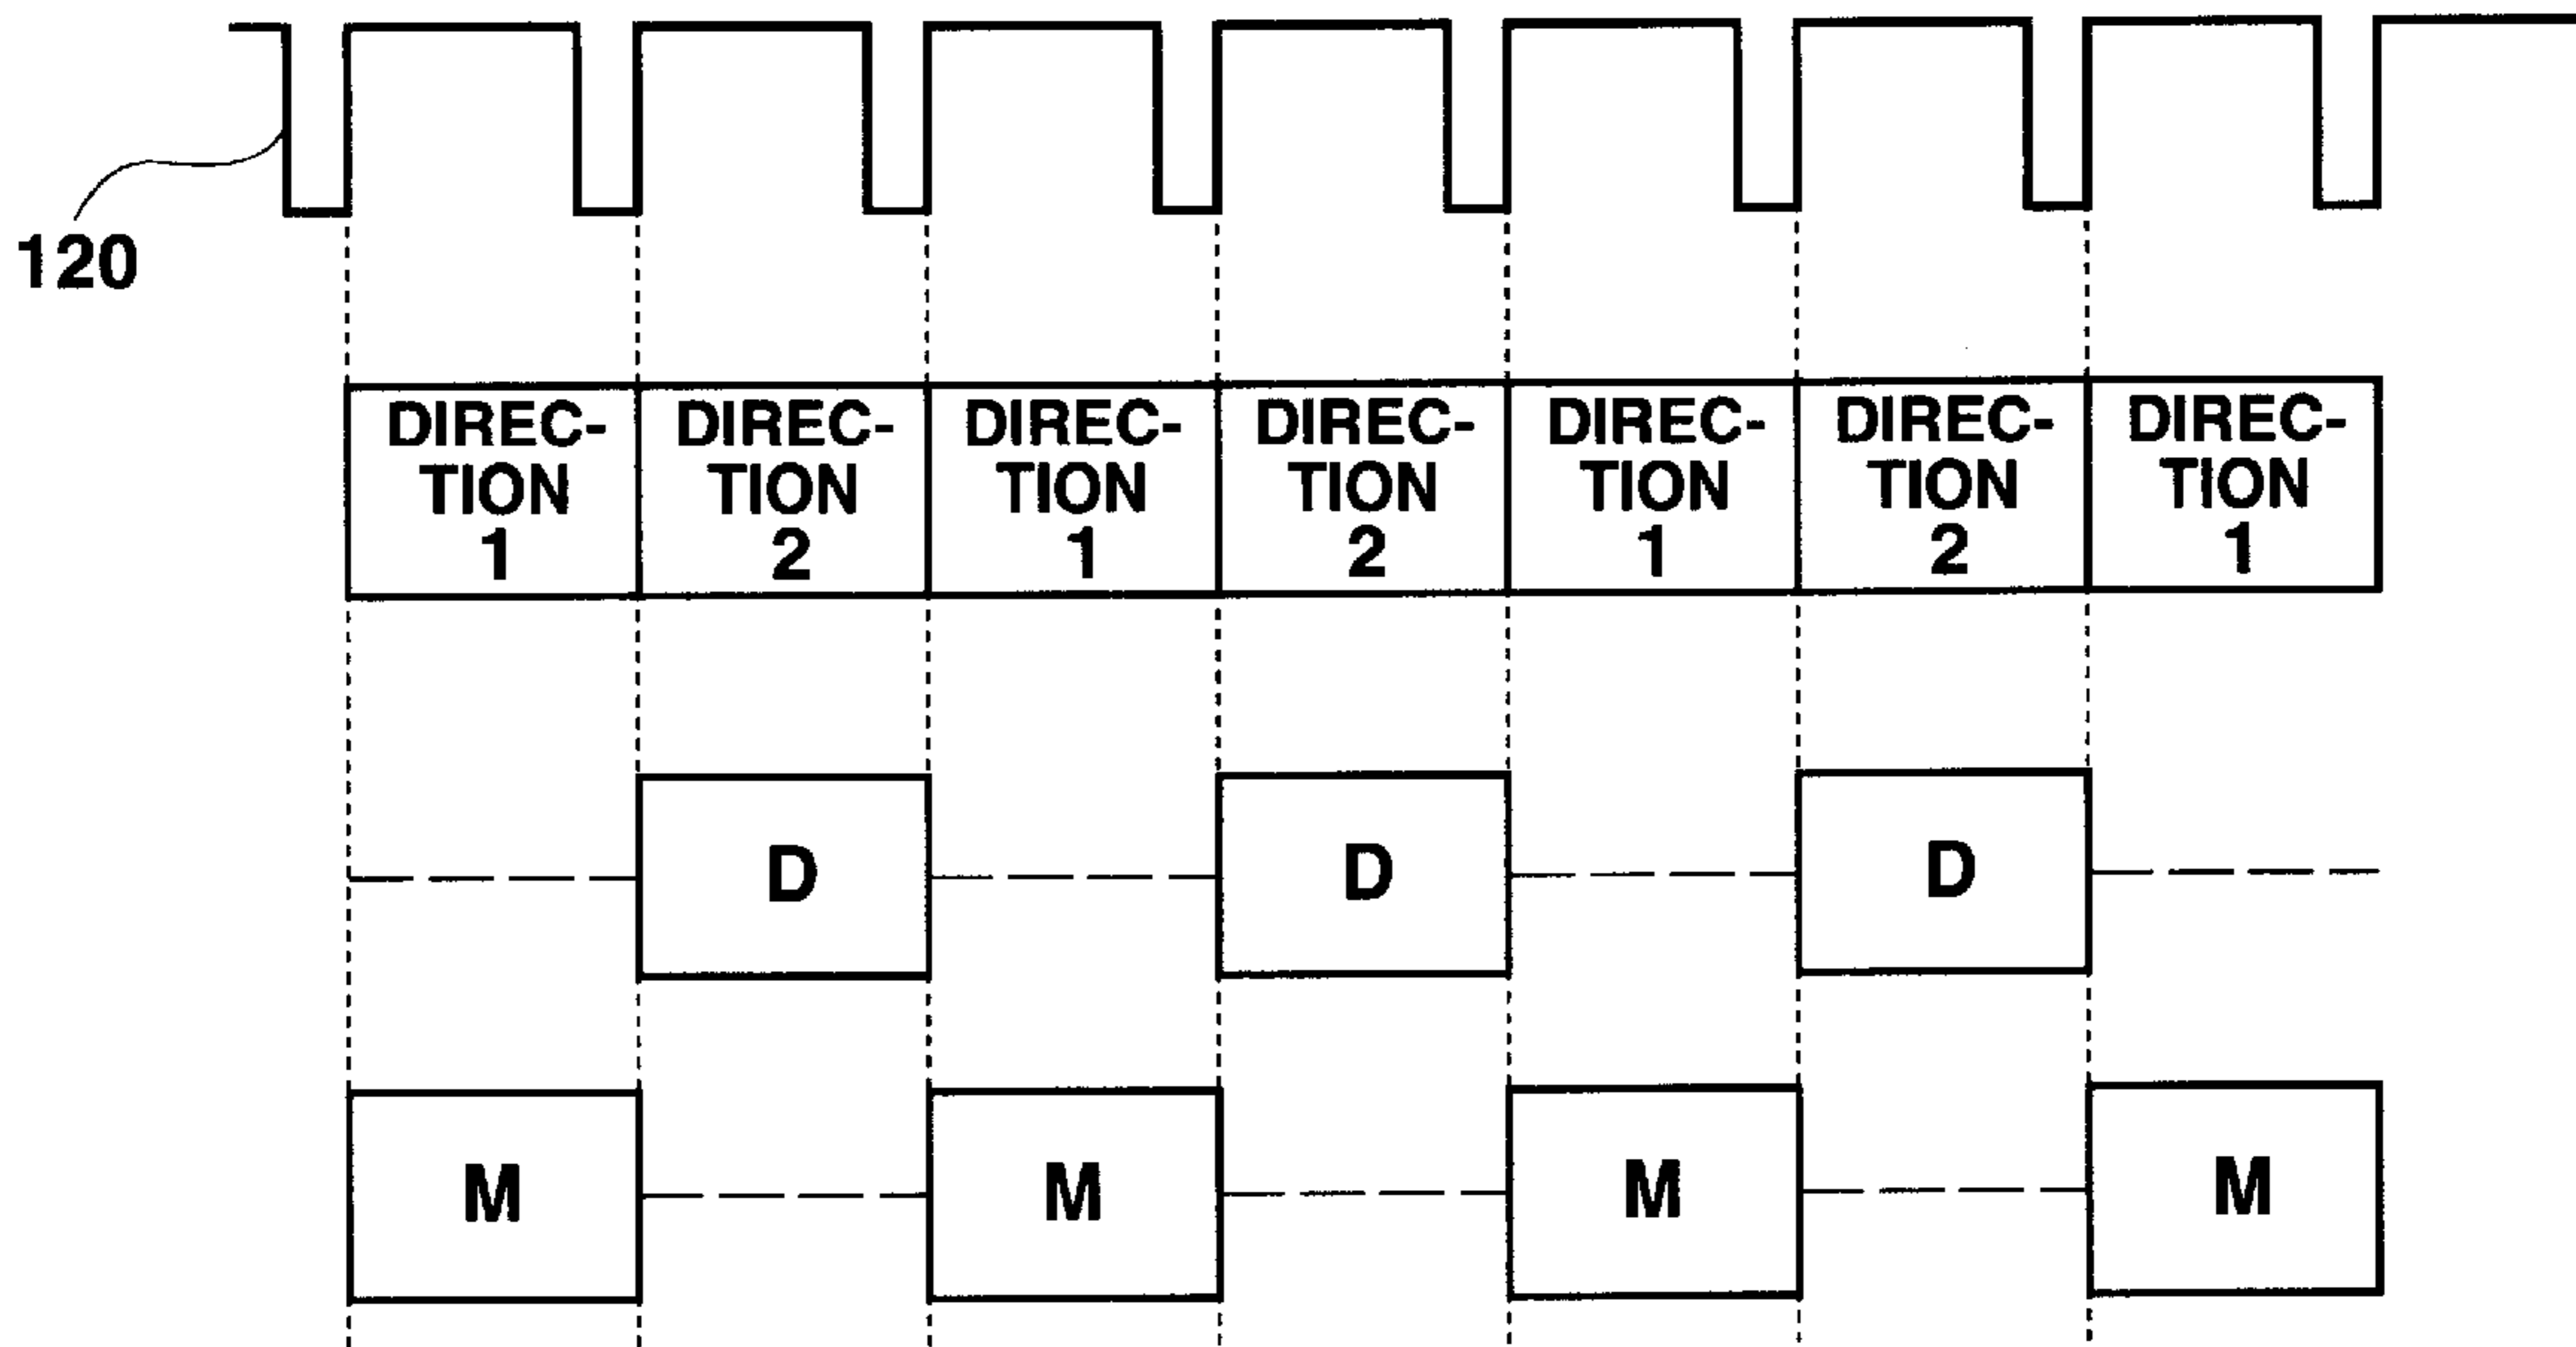 120
DIREC-
TION
1
DIREC-
TION
2
DIREC-
TION
1
DIREC-
TION
2
DIREC-
TION
1
DIREC-
TION
2
DIREC-
TION
1
D
D
D
M
M
M
M